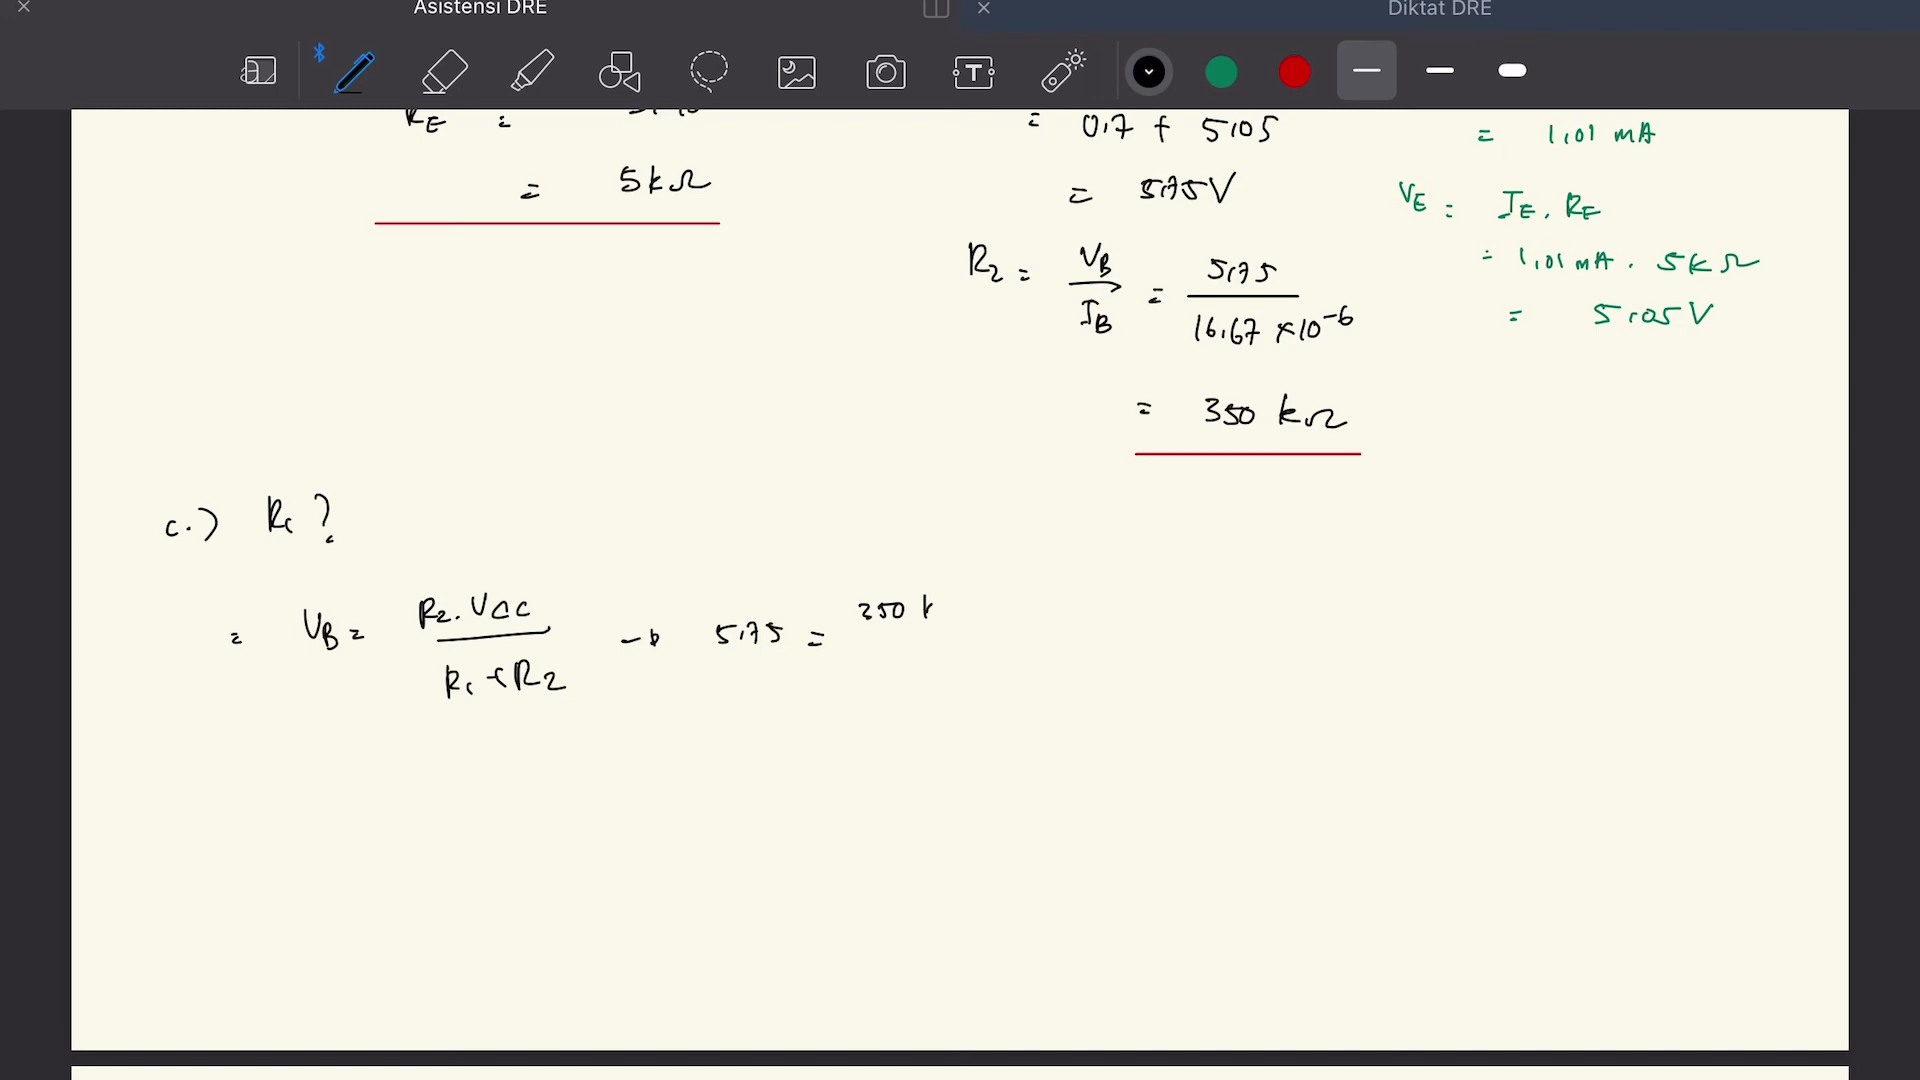 Asistensi DRE
Diktat DRE
RE =
= 5kΩ
= 0,7 + 5,05
= 5,75V
R2 = VB / IB = 5,75 / 16,67 × 10^-6
= 350 kΩ
= 1,01 mA
VE = IE . RE
= 1,01 mA . 5kΩ
= 5,05V
c.) R1 ?
= VB = R2 . VCC / R1 + R2 → 5,75 = 350 k